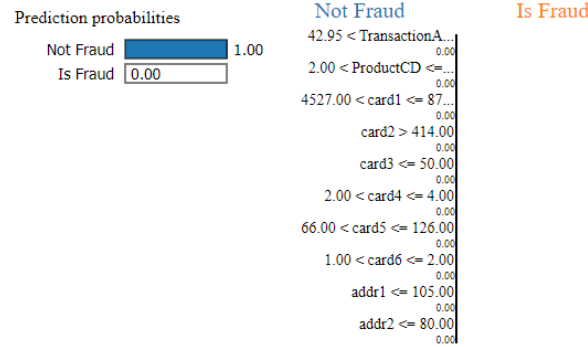 Prediction probabilities
Not Fraud 1.00
Is Fraud 0.00
Not Fraud Is Fraud
42.95 < TransactionA...
0.00
2.00 < ProductCD <=...
0.00
4527.00 < card1 <= 87...
0.00
card2 > 414.00
0.00
card3 <= 50.00
0.00
2.00 < card4 <= 4.00
0.00
66.00 < card5 <= 126.00
0.00
1.00 < card6 <= 2.00
0.00
addr1 <= 105.00
0.00
addr2 <= 80.00
0.00